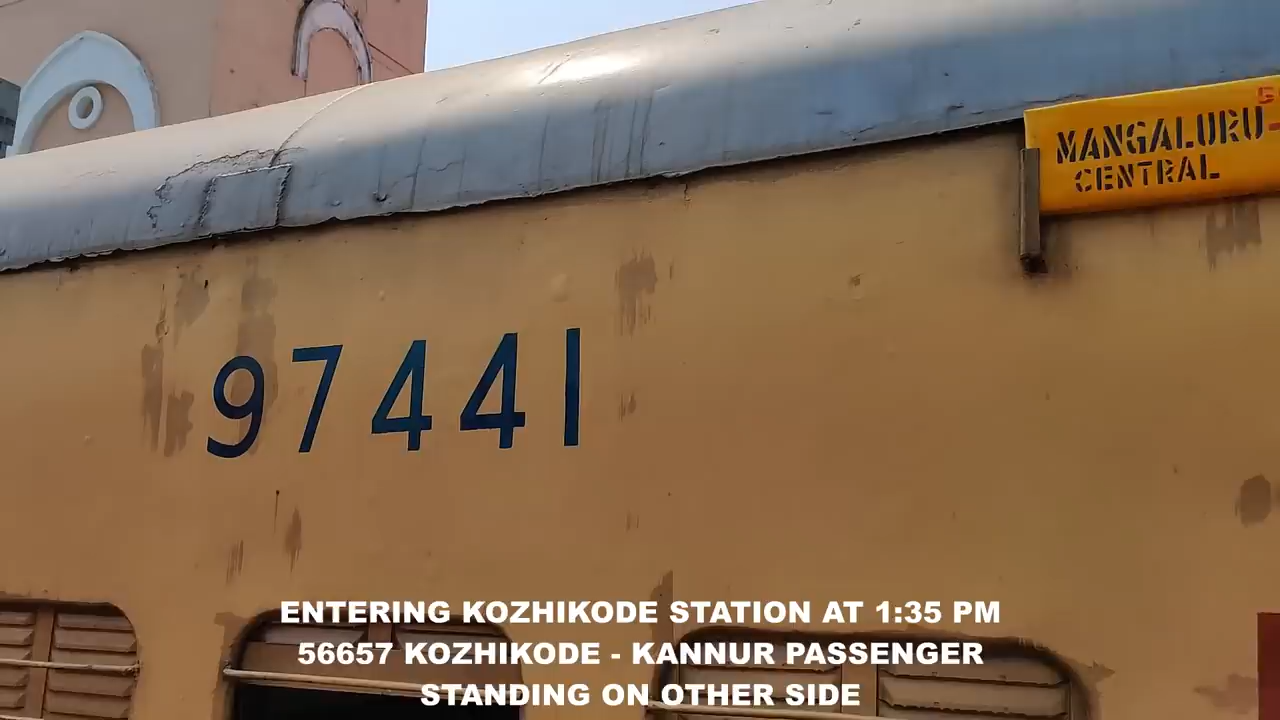 MANGALURU
CENTRAL
97441
ENTERING KOZHIKODE STATION AT 1:35 PM
56657 KOZHIKODE - KANNUR PASSENGER
STANDING ON OTHER SIDE